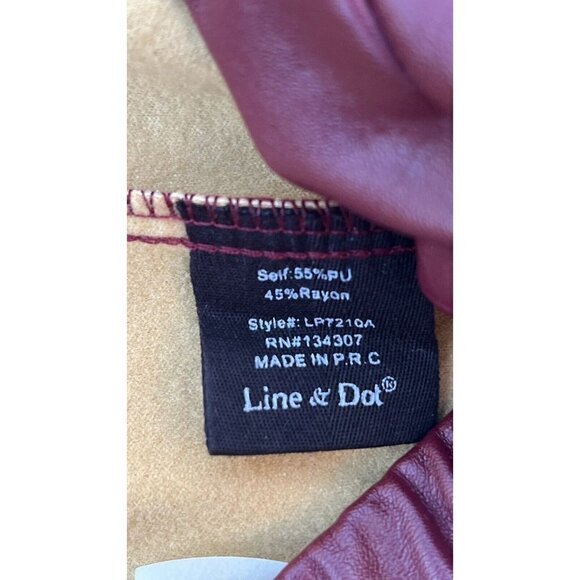 Self:55%PU
45%Rayon
Style#: LP7210A
RN#134307
MADE IN P.R.C
Line & Dot®